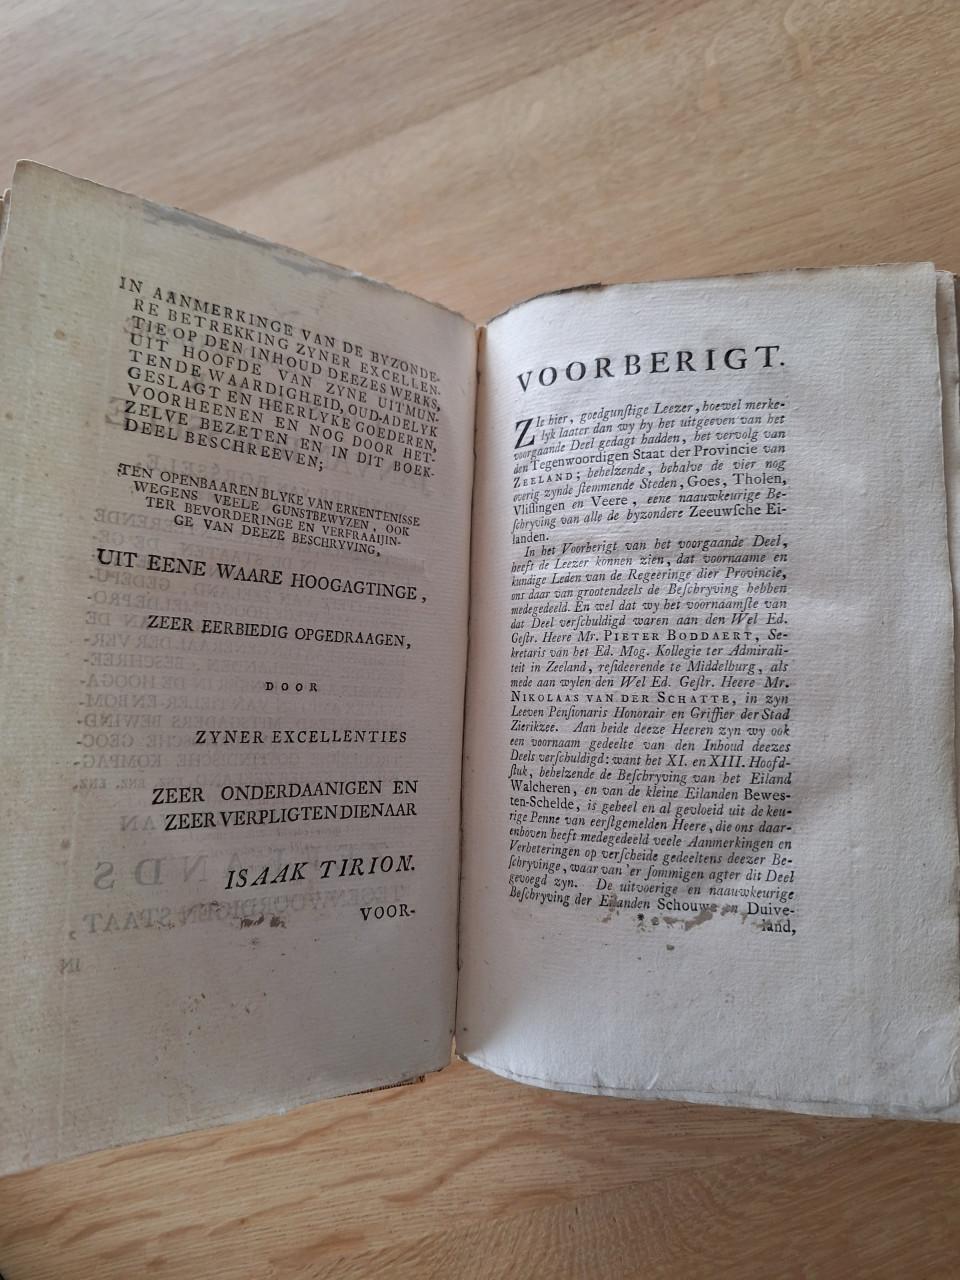 IN AANMERKINGE VAN DE BYZONDE-
RE BETREKKING ZYNER EXCELLEN-
TIE OP DEN INHOUD DEEZES WERKS,
UIT HOOFDE VAN ZYNE UITMUN-
TENDE WAARDIGHEID, OUD-ADELYK
GESLAGT EN HEERLYKE GOEDEREN,
VOORHEENEN EN NOG DOOR HET-
ZELVE BEZETEN EN IN DIT BOEK-
DEEL BESCHREEVEN;
TEN OPENBAAREN BLYKE VAN ERKENTENISSE
WEGENS VEELE GUNSTBEWYZEN, OOK
TER BEVORDERINGE EN VERFRAAIJIN-
GE VAN DEEZE BESCHRYVING,
UIT EENE WAARE HOOGAGTINGE,
ZEER EERBIEDIG OPGEDRAAGEN,
DOOR
ZYNER EXCELLENTIES
ZEER ONDERDAANIGEN EN
ZEER VERPLIGTEN DIENAAR
ISAAK TIRION.
VOOR-
VOORBERIGT.
ZIe hier, goedgunſtige Leezer, hoewel merke-
lyk laater dan wy by het uitgeeven van het
voorgaande Deel gedagt hadden, het vervolg van
den Tegenwoordigen Staat der Provincie van
ZEELAND; behelzende, behalve de vier nog
overig zynde ſtemmende Steden, Goes, Tholen,
Vliſſingen en Veere, eene naauwkeurige Be-
ſchryving van alle de byzondere Zeeuwſche Ei-
landen.
In het Voorberigt van het voorgaande Deel,
heeft de Leezer konnen zien, dat voornaame en
kundige Leden van de Regeeringe dier Provincie,
ons daar van grootendeels de Beſchryving hebben
medegedeeld. En wel dat wy het voornaamſte van
dat Deel verſchuldigd waren aan den Wel Ed.
Geſtr. Heere Mr. PIETER BODDAERT, Se-
kretaris van het Ed. Mog. Kollegie ter Admirali-
teit in Zeeland, reſideerende te Middelburg, als
mede aan wylen den Wel Ed. Geſtr. Heere Mr.
NIKOLAAS VAN DER SCHATTE, in zyn
Leeven Penſionaris Honorair en Griffier der Stad
Zierikzee. Aan beide deeze Heeren zyn wy ook
een voornaam gedeelte van den Inhoud deezes
Deels verſchuldigd: want het XI. en XIII. Hoofd-
ſtuk, behelzende de Beſchryving van het Eiland
Walcheren, en van de kleine Eilanden Bewes-
ten-Schelde, is geheel en al gevloeid uit de keu-
rige Penne van eerſtgemelden Heere, die ons daar-
enboven heeft medegedeeld veele Aanmerkingen en
Verbeteringen op verſcheide gedeeltens deezer Be-
ſchryvinge, waar van 'er ſommigen agter dit Deel
gevoegd zyn. De uitvoerige en naauwkeurige
Beſchryving der Eilanden Schouwe en Duive-
land,